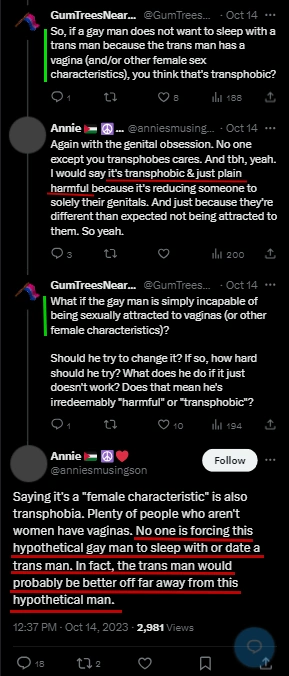 GumTreesNear... @GumTrees... · Oct 14 ...
So, if a gay man does not want to sleep with a
trans man because the trans man has a
vagina (and/or other female sex
characteristics), you think that's transphobic?
1 8 188
Annie 🇵🇸 ☮️ ... @anniesmusing... · Oct 14 ...
Again with the genital obsession. No one
except you transphobes cares. And tbh, yeah.
I would say it's transphobic & just plain
harmful because it's reducing someone to
solely their genitals. And just because they're
different than expected not being attracted to
them. So yeah.
3 200
GumTreesNear... @GumTrees... · Oct 14 ...
What if the gay man is simply incapable of
being sexually attracted to vaginas (or other
female characteristics)?
Should he try to change it? If so, how hard
should he try? What does he do if it just
doesn't work? Does that mean he's
irredeemably "harmful" or "transphobic"?
1 10 194
Annie 🇵🇸 ☮️ ❤️
@anniesmusingson
Follow ...
Saying it's a "female characteristic" is also
transphobia. Plenty of people who aren't
women have vaginas. No one is forcing this
hypothetical gay man to sleep with or date a
trans man. In fact, the trans man would
probably be better off far away from this
hypothetical man.
12:37 PM · Oct 14, 2023 · 2,981 Views
18 2